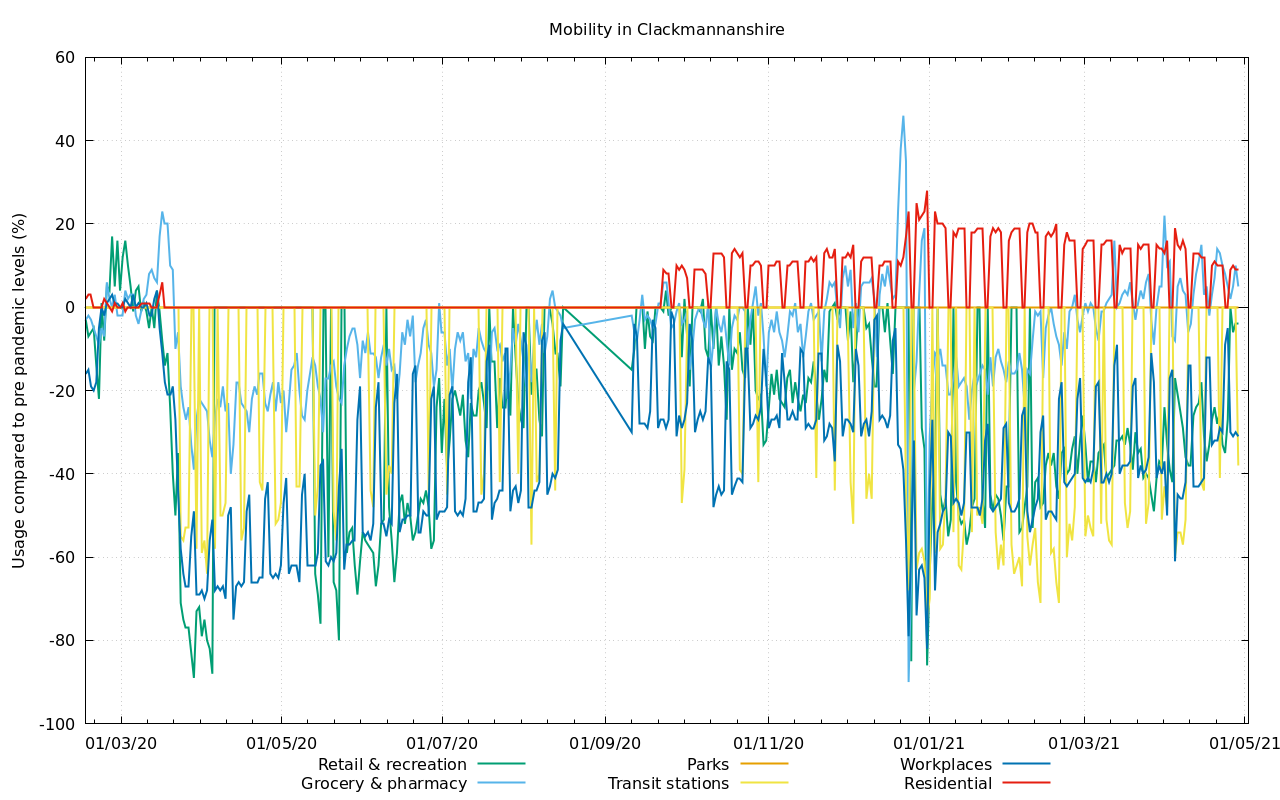 Mobility in Clackmannanshire
Usage compared to pre pandemic levels (%)
60
40
20
0
-20
-40
-60
-80
-100
01/03/20 01/05/20 01/07/20 01/09/20 01/11/20 01/01/21 01/03/21 01/05/21
Retail & recreation Parks Workplaces
Grocery & pharmacy Transit stations Residential